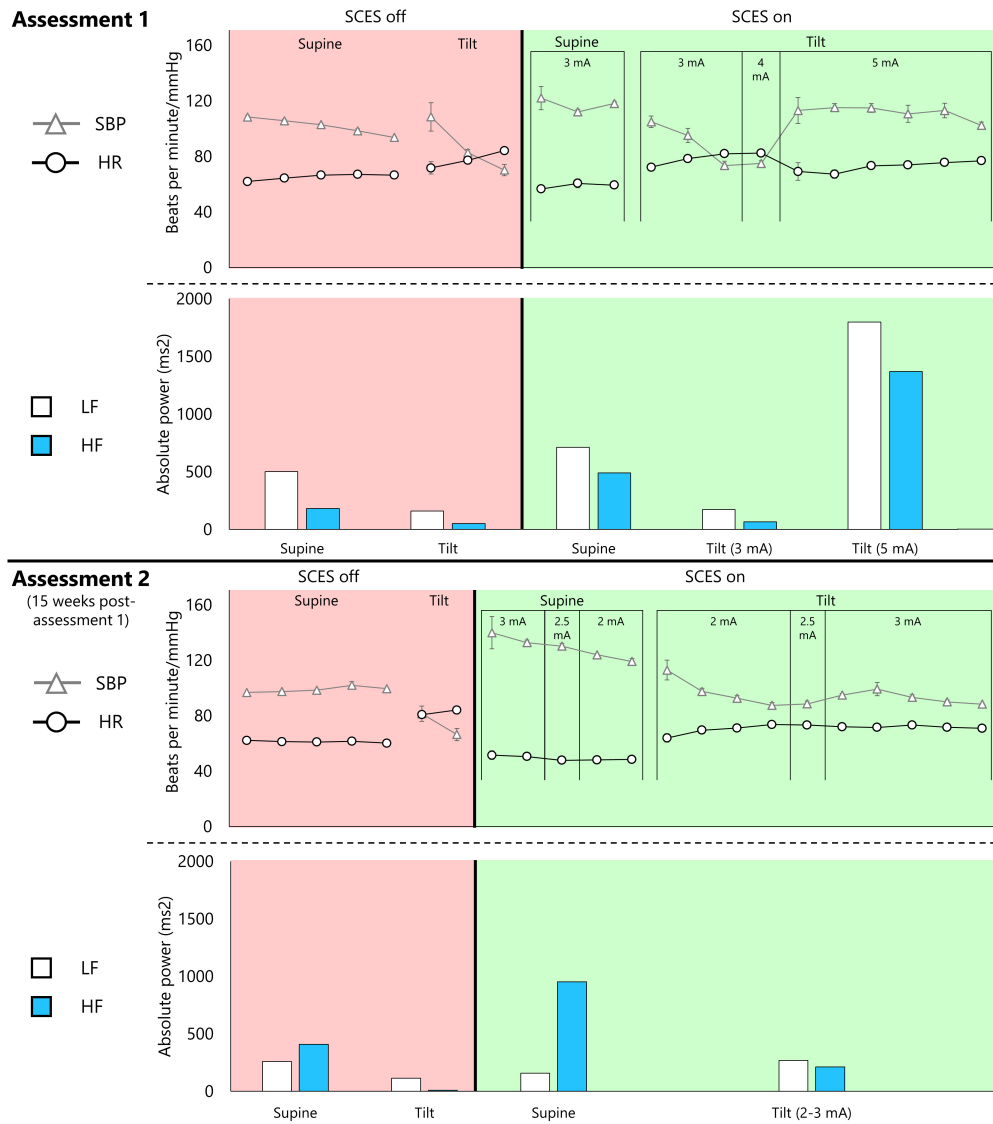 Assessment 1
SCES off
SCES on
Supine
Tilt
Supine
Tilt
3 mA
3 mA
4 mA
5 mA
SBP
HR
Beats per minute/mmHg
160
120
80
40
0
LF
HF
Absolute power (ms2)
2000
1500
1000
500
0
Supine
Tilt
Supine
Tilt (3 mA)
Tilt (5 mA)
Assessment 2
(15 weeks post-
assessment 1)
SCES off
SCES on
Supine
Tilt
Supine
Tilt
3 mA
2.5 mA
2 mA
2 mA
2.5 mA
3 mA
SBP
HR
Beats per minute/mmHg
160
120
80
40
0
LF
HF
Absolute power (ms2)
2000
1500
1000
500
0
Supine
Tilt
Supine
Tilt (2-3 mA)